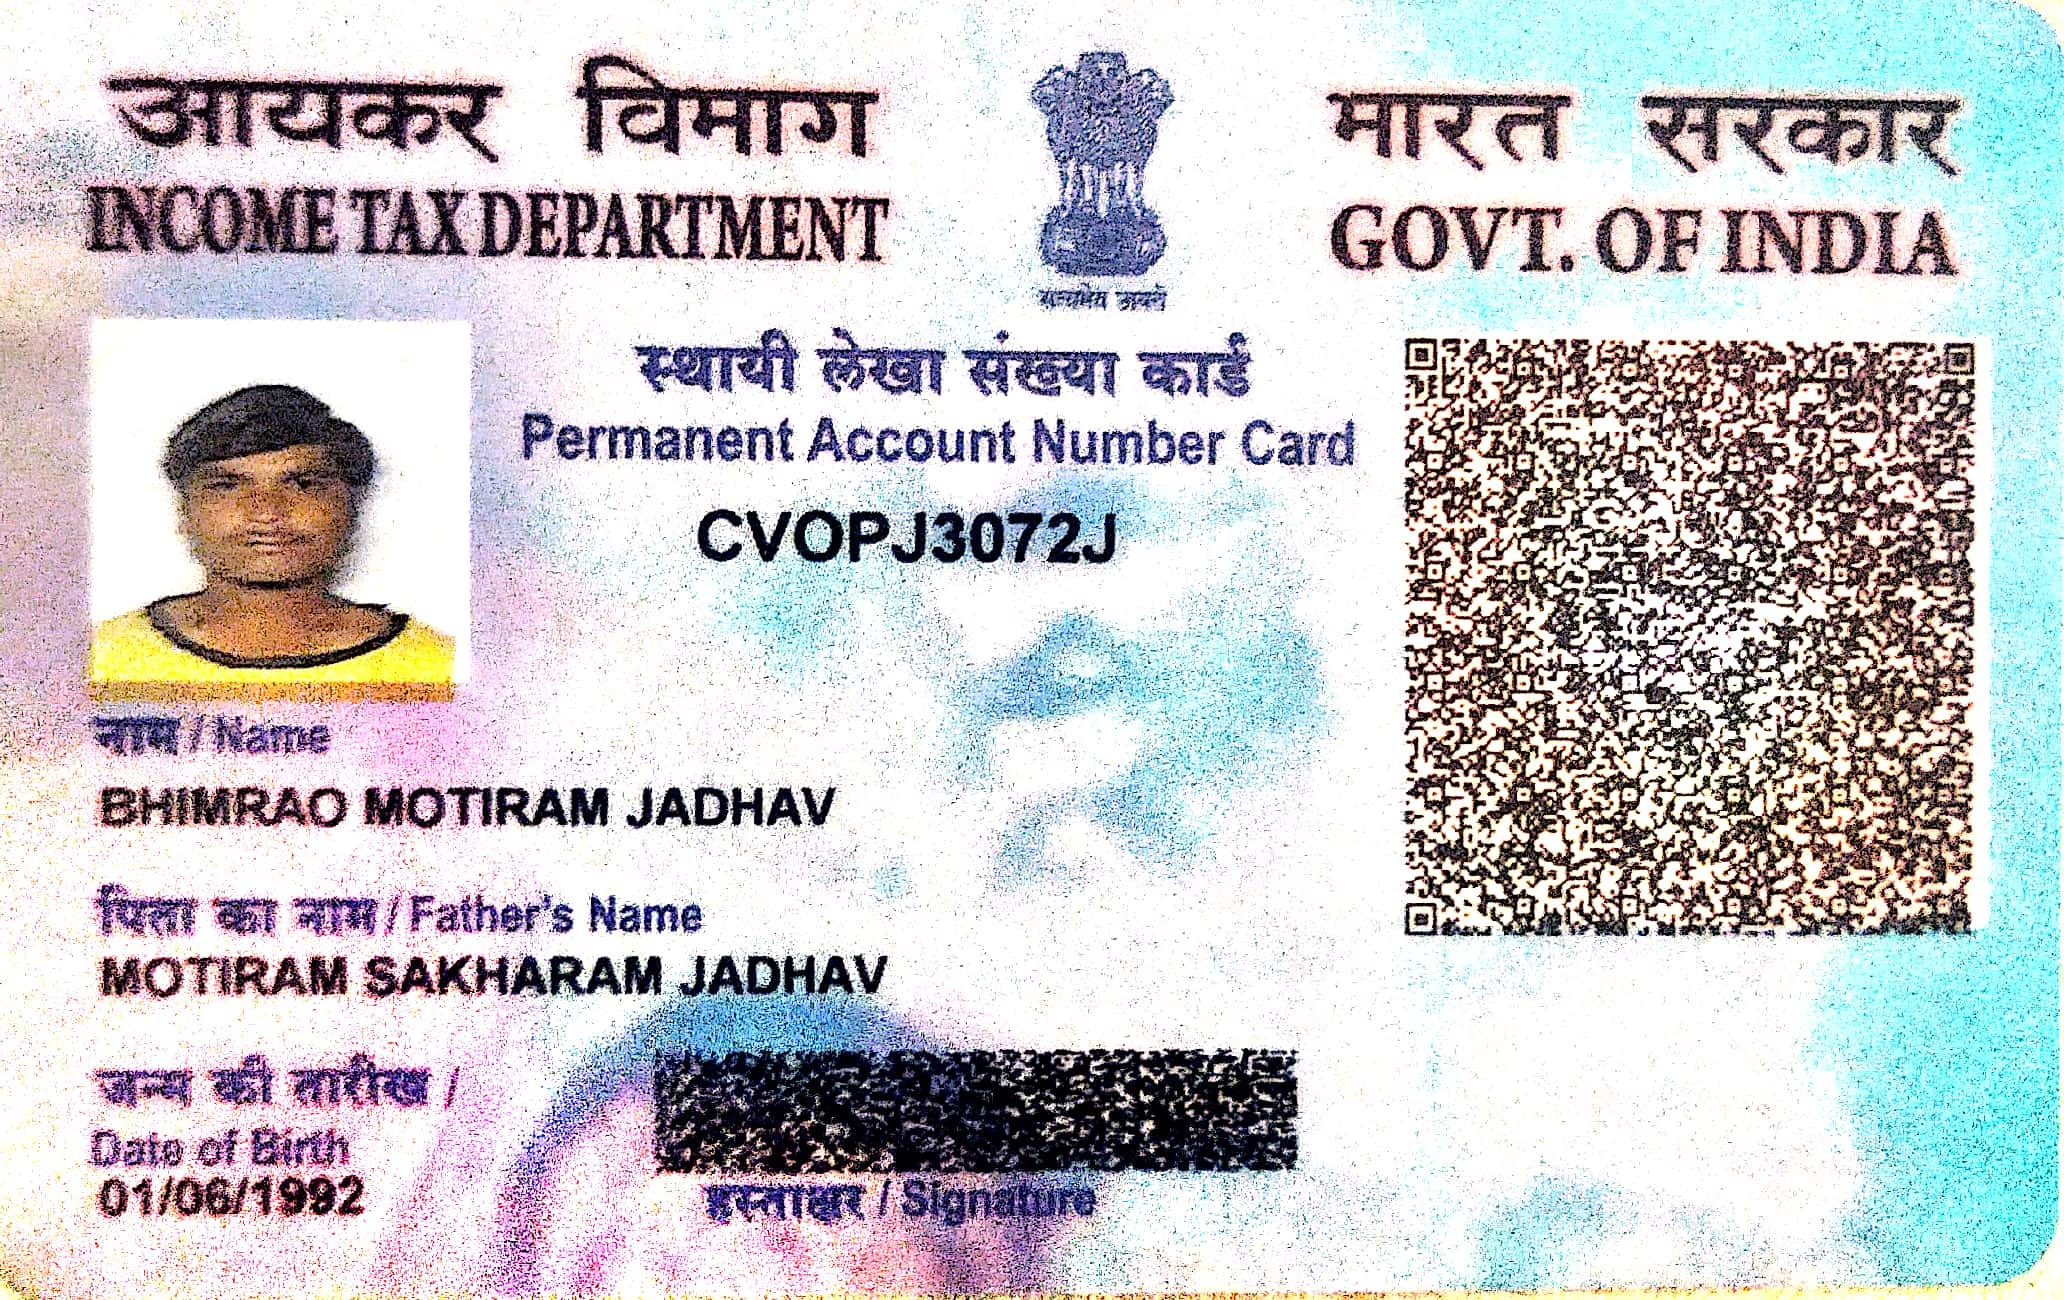 आयकर विभाग
INCOME TAX DEPARTMENT
सत्यमेव जयते
भारत सरकार
GOVT. OF INDIA
स्थायी लेखा संख्या कार्ड
Permanent Account Number Card
CVOPJ3072J
नाम / Name
BHIMRAO MOTIRAM JADHAV
पिता का नाम / Father's Name
MOTIRAM SAKHARAM JADHAV
जन्म की तारीख /
Date of Birth
01/06/1992
हस्ताक्षर / Signature